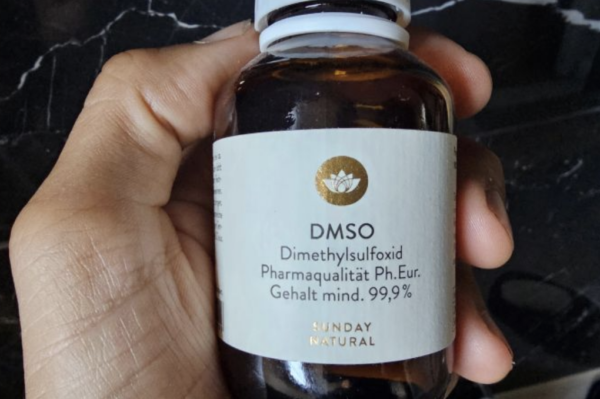 DMSO
Dimethylsulfoxid
Pharmaqualität Ph.Eur.
Gehalt mind. 99,9%
SUNDAY
NATURAL